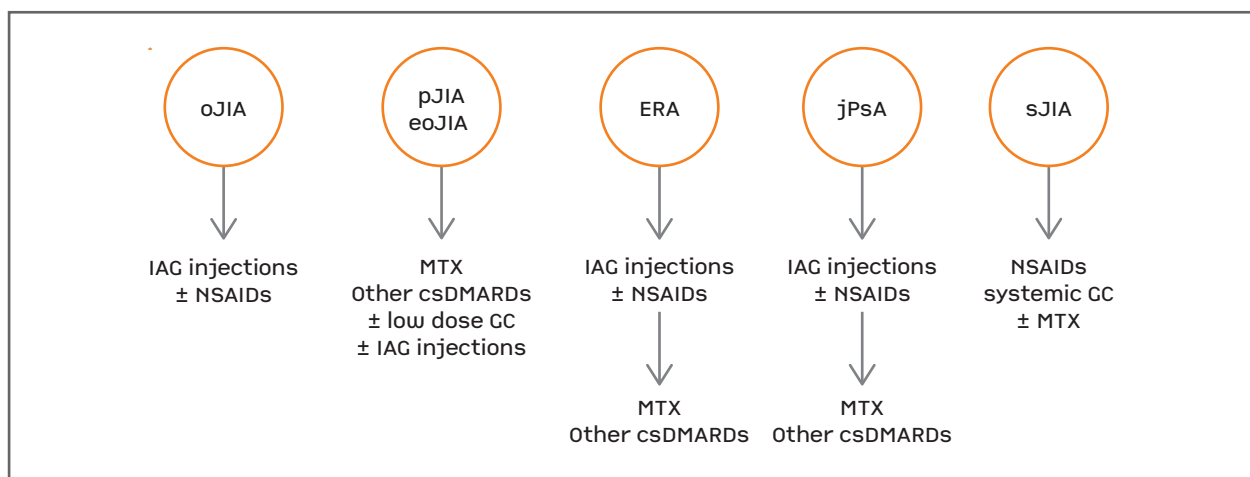 oJIA
pJIA
eoJIA
ERA
jPsA
sJIA
IAG injections
± NSAIDs
MTX
Other csDMARDs
± low dose GC
± IAG injections
IAG injections
± NSAIDs
IAG injections
± NSAIDs
NSAIDs
systemic GC
± MTX
MTX
Other csDMARDs
MTX
Other csDMARDs